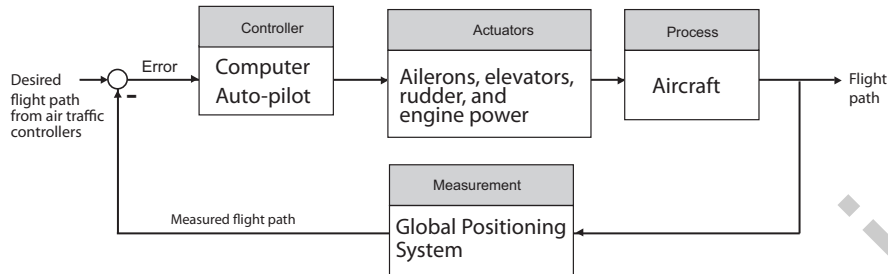 Controller
Actuators
Process
Desired
flight path
from air traffic
controllers
Error
-
Computer
Auto-pilot
Ailerons, elevators,
rudder, and
engine power
Aircraft
Flight
path
Measurement
Measured flight path
Global Positioning
System